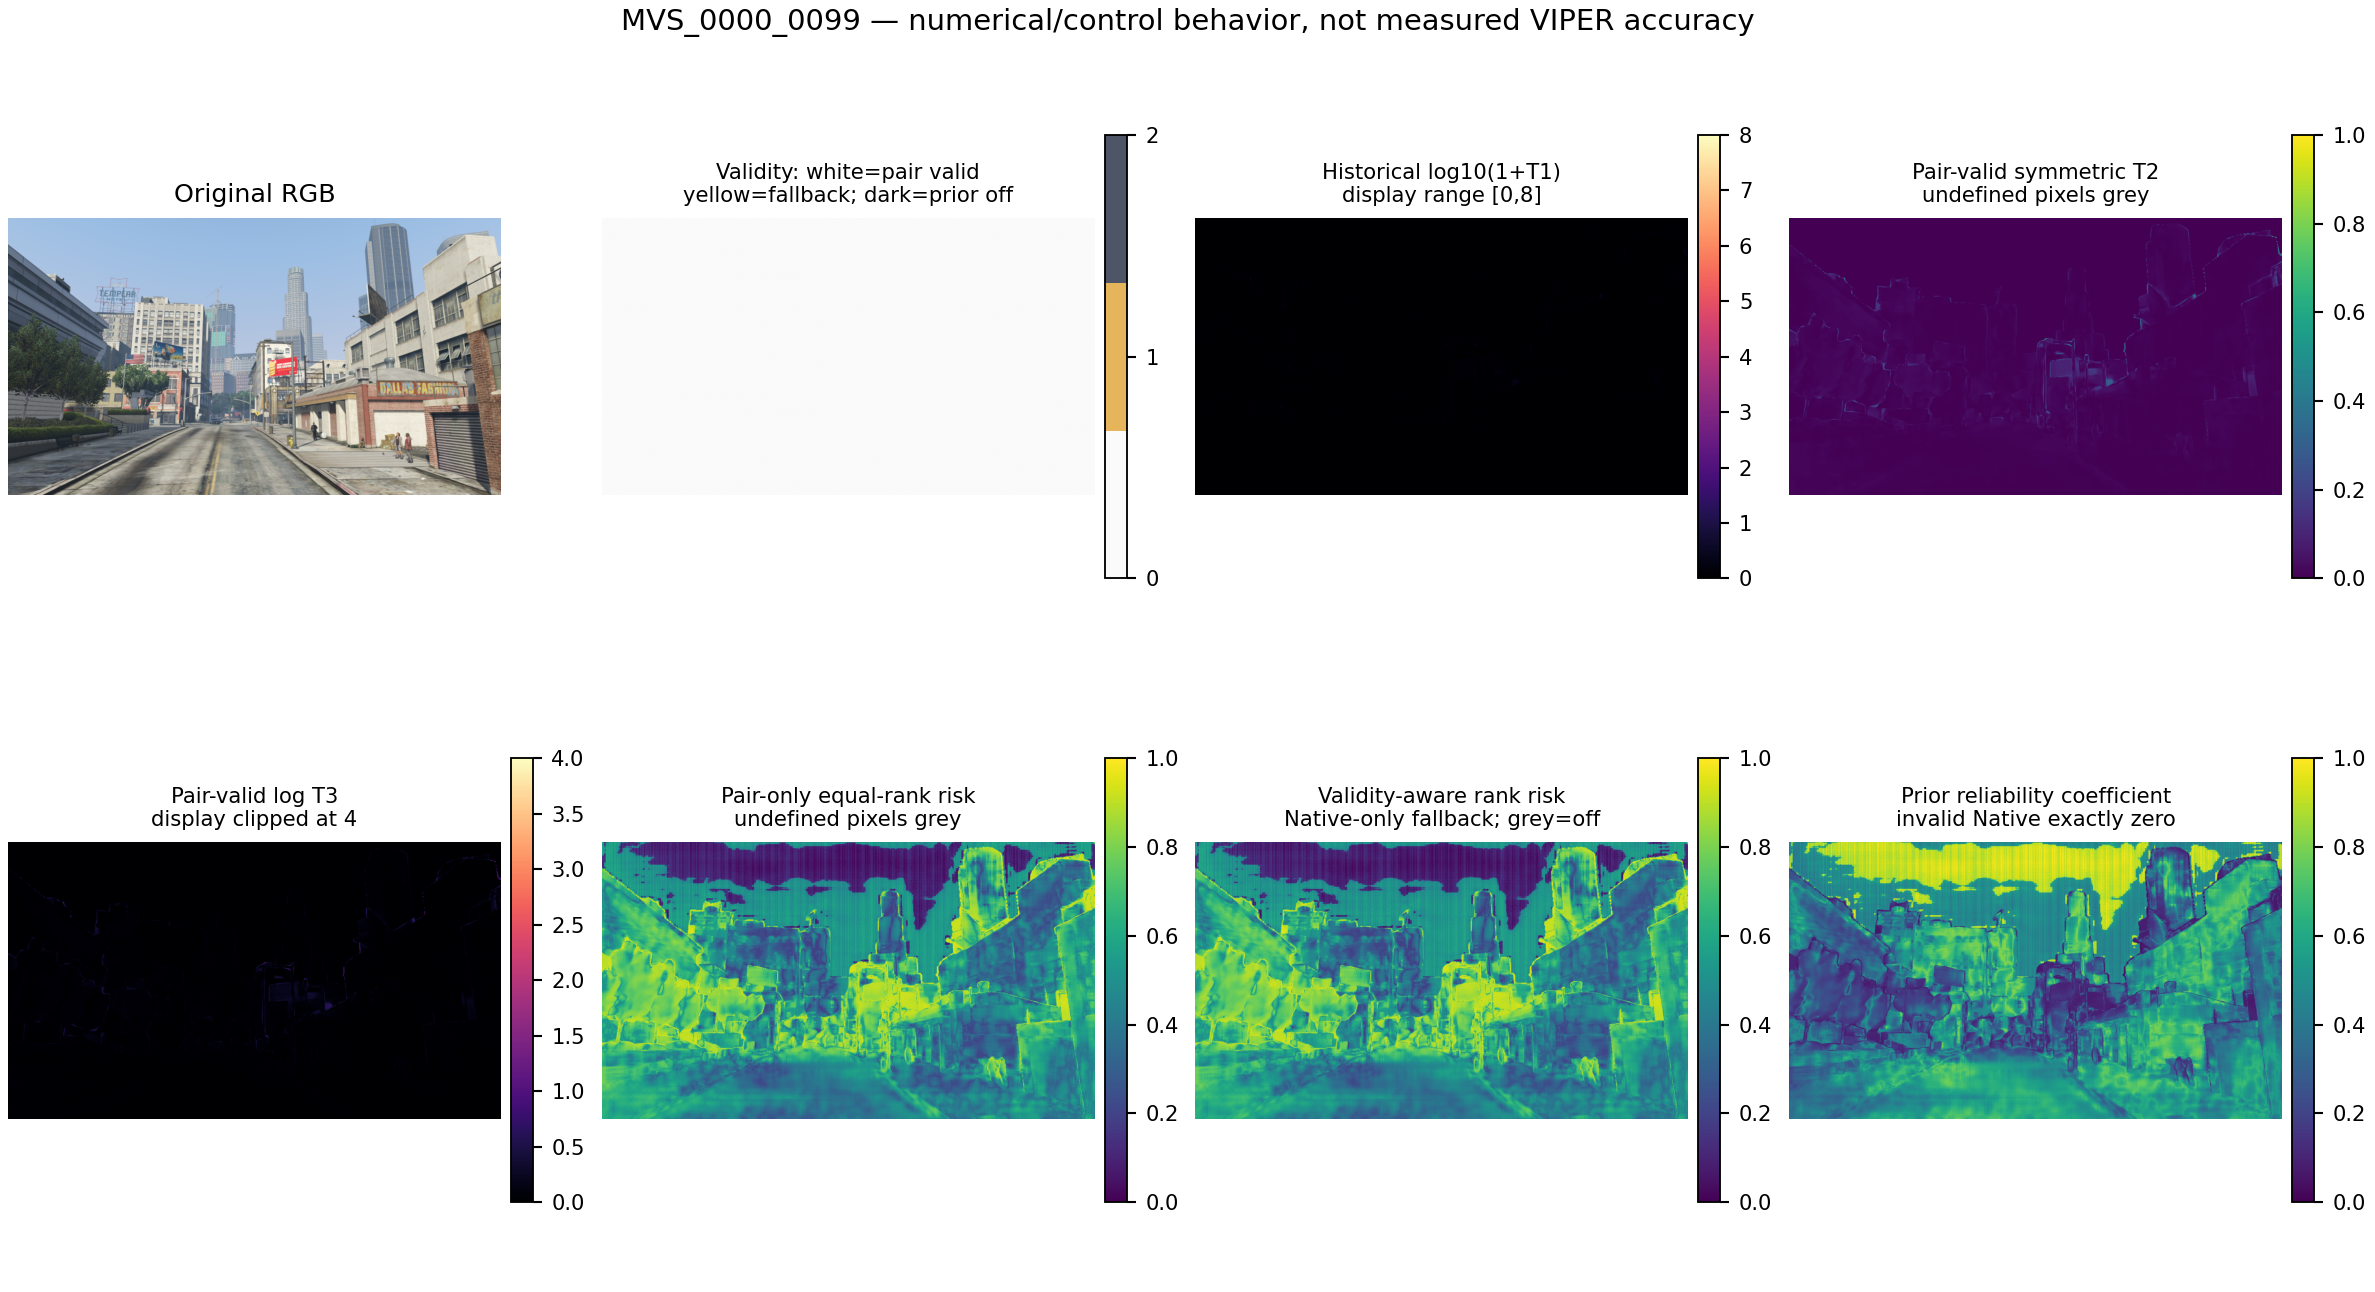 MVS_0000_0099 — numerical/control behavior, not measured VIPER accuracy
Original RGB
TEMPLAR
DALLAS FASHION
Validity: white=pair valid
yellow=fallback; dark=prior off
2
1
0
Historical log10(1+T1)
display range [0,8]
8
7
6
5
4
3
2
1
0
Pair-valid symmetric T2
undefined pixels grey
1.0
0.8
0.6
0.4
0.2
0.0
Pair-valid log T3
display clipped at 4
4.0
3.5
3.0
2.5
2.0
1.5
1.0
0.5
0.0
Pair-only equal-rank risk
undefined pixels grey
1.0
0.8
0.6
0.4
0.2
0.0
Validity-aware rank risk
Native-only fallback; grey=off
1.0
0.8
0.6
0.4
0.2
0.0
Prior reliability coefficient
invalid Native exactly zero
1.0
0.8
0.6
0.4
0.2
0.0